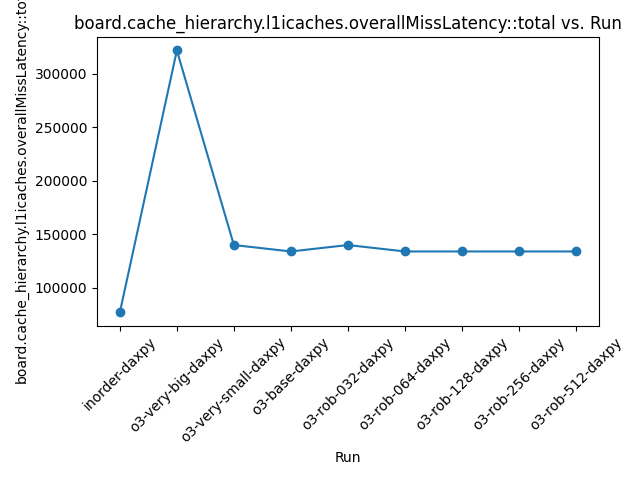 board.cache_hierarchy.l1icaches.overallMissLatency::total vs. Run
board.cache_hierarchy.l1icaches.overallMissLatency::to
300000
250000
200000
150000
100000
inorder-daxpy
o3-very-big-daxpy
o3-very-small-daxpy
o3-base-daxpy
o3-rob-032-daxpy
o3-rob-064-daxpy
o3-rob-128-daxpy
o3-rob-256-daxpy
o3-rob-512-daxpy
Run